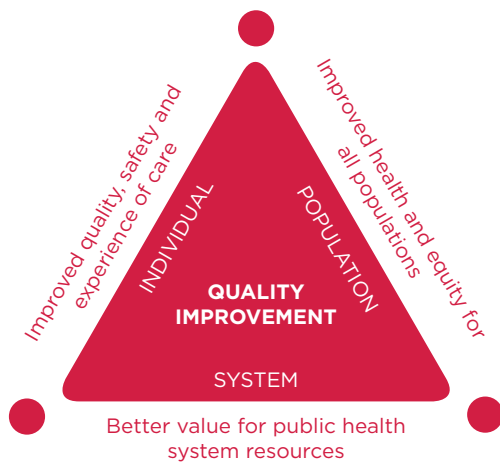 Improved quality, safety and
experience of care
INDIVIDUAL
Improved health and equity for
all populations
POPULATION
QUALITY
IMPROVEMENT
SYSTEM
Better value for public health
system resources